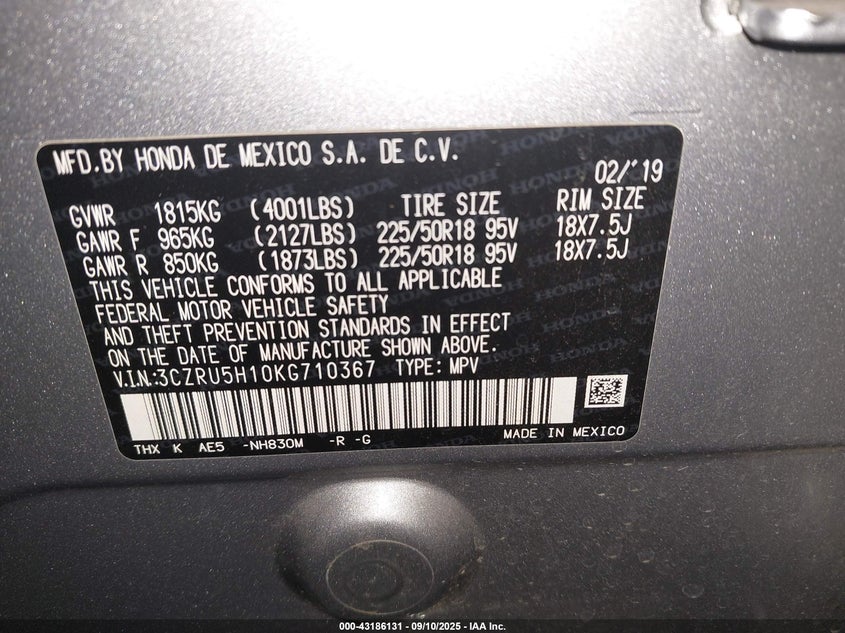 MFD.BY HONDA DE MEXICO S.A. DE C.V.
02/'19
GVWR 1815KG (4001LBS) TIRE SIZE RIM SIZE
GAWR F 965KG (2127LBS) 225/50R18 95V 18X7.5J
GAWR R 850KG (1873LBS) 225/50R18 95V 18X7.5J
THIS VEHICLE CONFORMS TO ALL APPLICABLE
FEDERAL MOTOR VEHICLE SAFETY
AND THEFT PREVENTION STANDARDS IN EFFECT
ON THE DATE OF MANUFACTURE SHOWN ABOVE.
V.I.N.:3CZRU5H10KG710367 TYPE: MPV
THX K AE5 -NH830M -R -G
MADE IN MEXICO
000-43186131 - 09/10/2025 - IAA Inc.